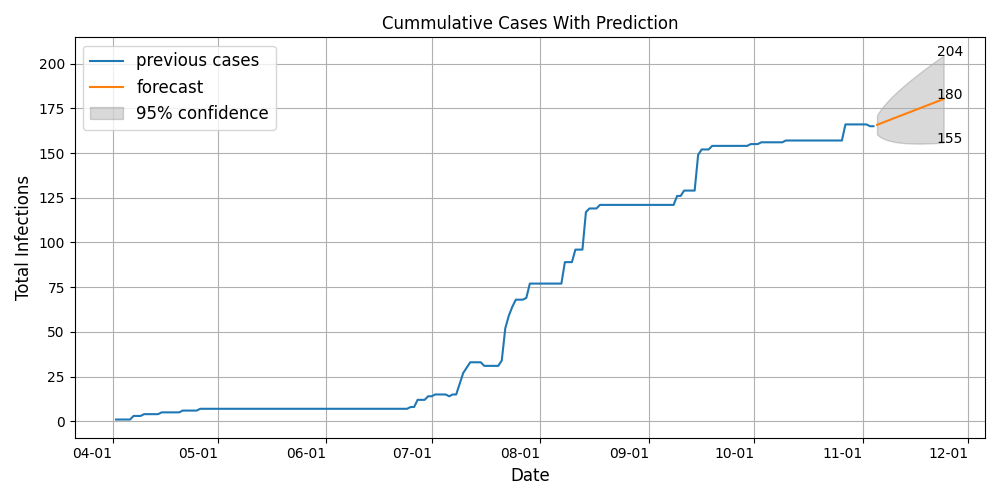 Cummulative Cases With Prediction
previous cases
forecast
95% confidence
204
180
155
200
175
150
125
100
75
50
25
0
Total Infections
04-01 05-01 06-01 07-01 08-01 09-01 10-01 11-01 12-01
Date